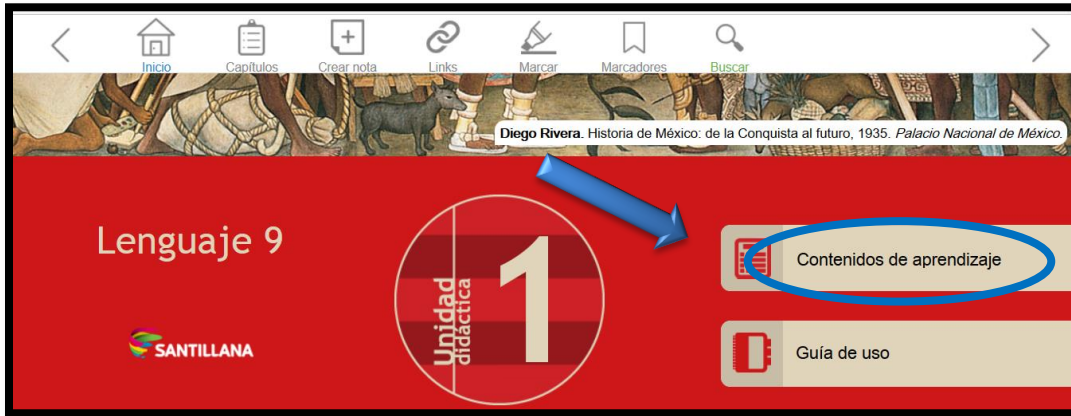 Inicio
Capítulos
Crear nota
Links
Marcar
Marcadores
Buscar
Diego Rivera. Historia de México: de la Conquista al futuro, 1935. Palacio Nacional de México.
Lenguaje 9
Unidad
didáctica
1
Contenidos de aprendizaje
SANTILLANA
Guía de uso